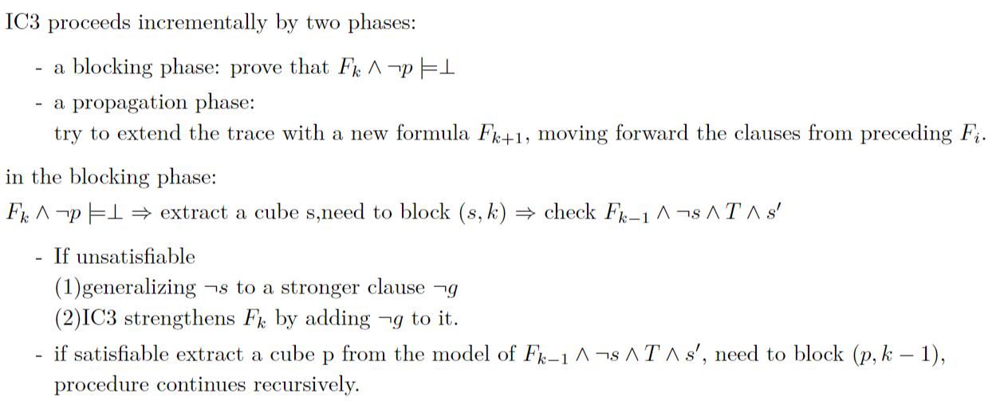 IC3 proceeds incrementally by two phases:
- a blocking phase: prove that $F_k \wedge \neg p \models \perp$
- a propagation phase:
try to extend the trace with a new formula $F_{k+1}$, moving forward the clauses from preceding $F_i$.
in the blocking phase:
$F_k \wedge \neg p \models \perp \Rightarrow$ extract a cube s,need to block $(s, k) \Rightarrow$ check $F_{k-1} \wedge \neg s \wedge T \wedge s'$
- If unsatisfiable
(1)generalizing $\neg s$ to a stronger clause $\neg g$
(2)IC3 strengthens $F_k$ by adding $\neg g$ to it.
- if satisfiable extract a cube p from the model of $F_{k-1} \wedge \neg s \wedge T \wedge s'$, need to block $(p, k-1)$,
procedure continues recursively.